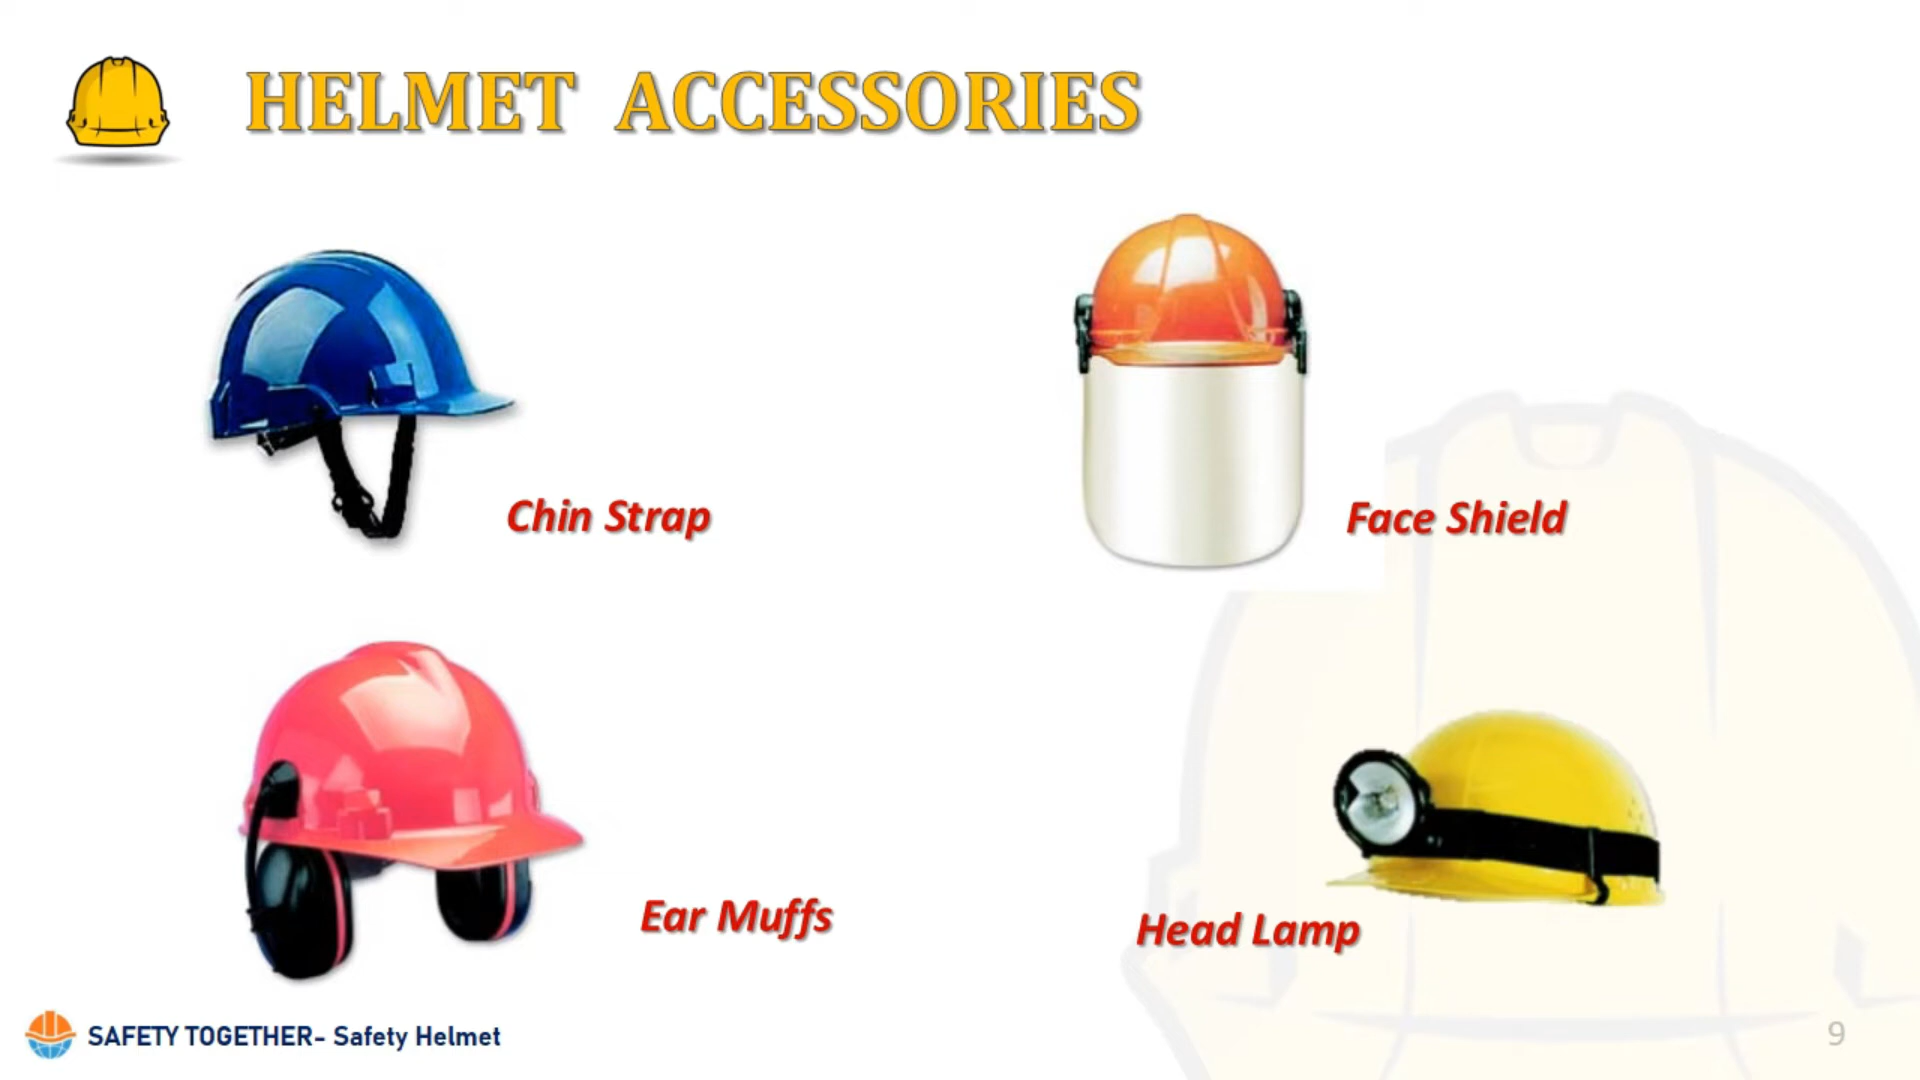 HELMET ACCESSORIES
Chin Strap
Face Shield
Ear Muffs
Head Lamp
SAFETY TOGETHER- Safety Helmet
9